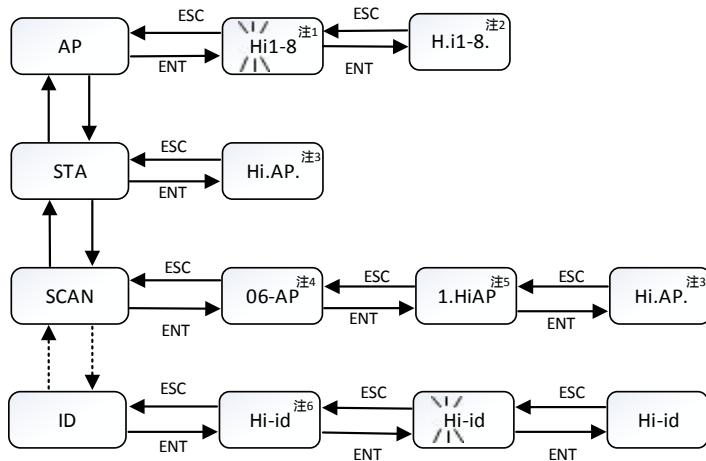 ESC ESC
AP Hi1-8 注1 H.i1-8. 注2
ENT ENT
ESC
STA Hi.AP. 注3
ENT
ESC ESC ESC
SCAN 06-AP 注4 1.HiAP 注5 Hi.AP. 注3
ENT ENT ENT
ESC ESC ESC
ID Hi-id 注6 Hi-id Hi-id
ENT ENT ENT